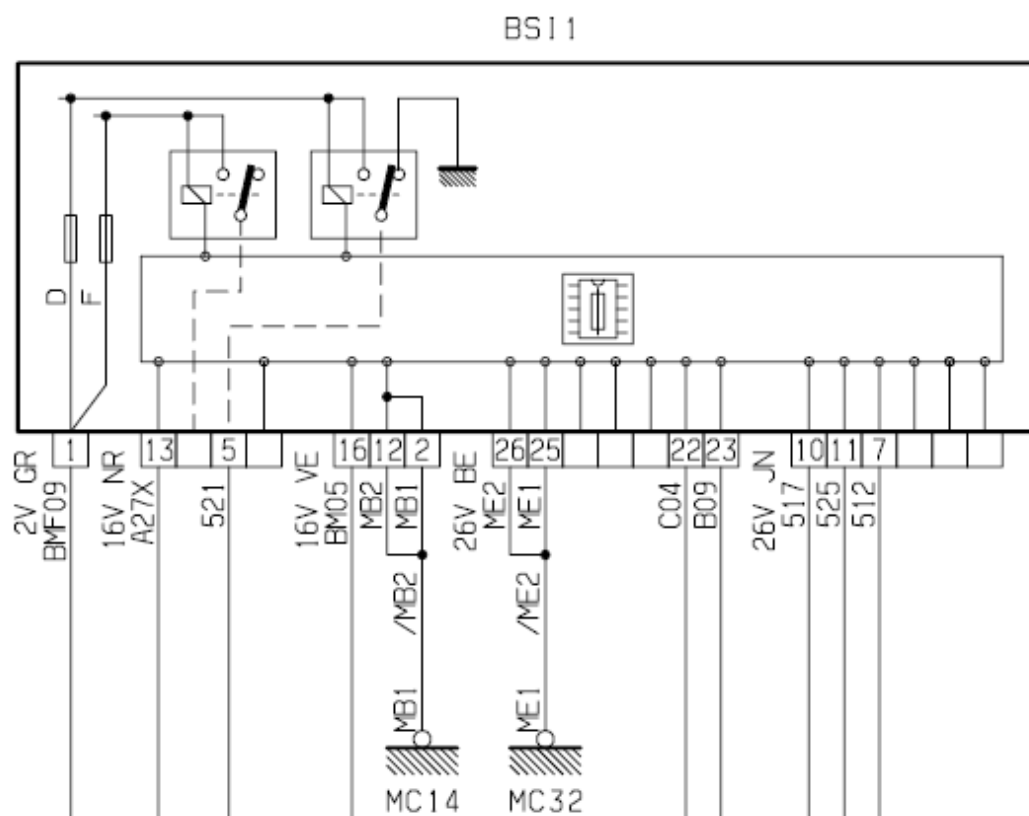 BSI1
D
F
1
13
5
16
12
2
26
25
22
23
10
11
7
2V GR
BMF09
16V NR
A27X
521
16V VE
BM05
MB2
MB1
26V BE
ME2
ME1
C04
B09
26V JN
517
525
512
/MB2
/ME2
MB1
ME1
MC14
MC32